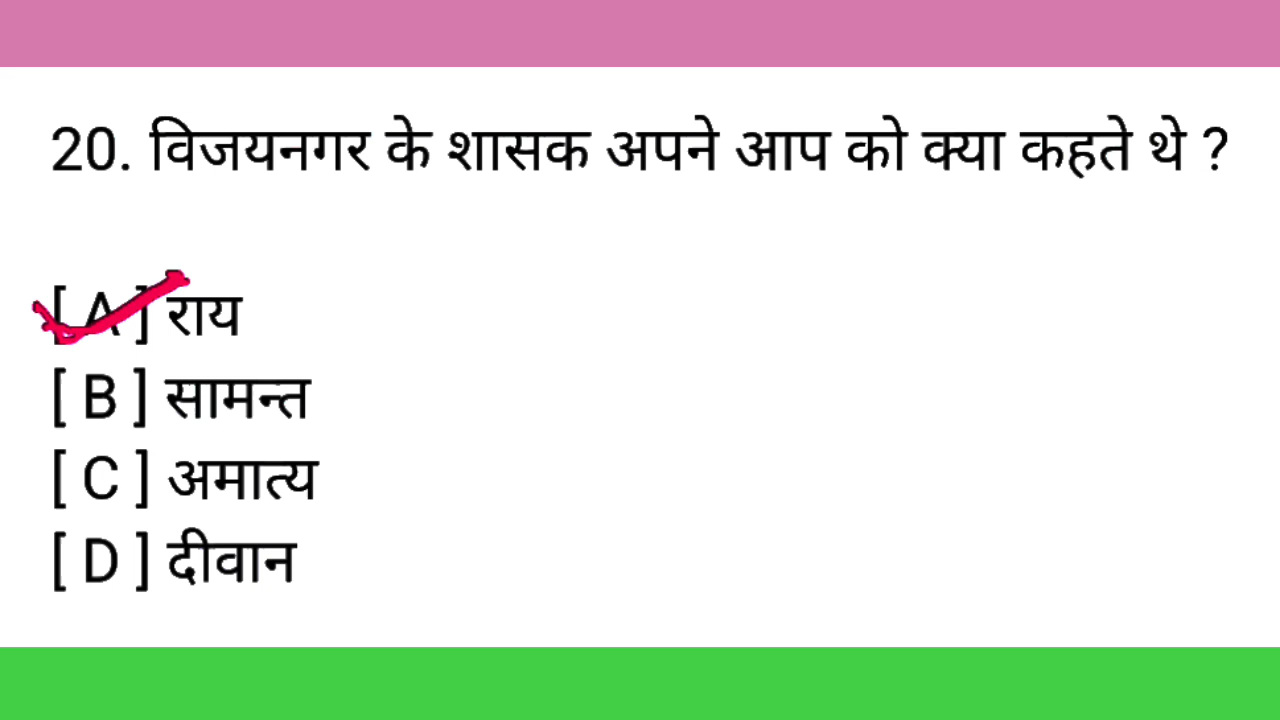 20. विजयनगर के शासक अपने आप को क्या कहते थे ?
[ A ] राय
[ B ] सामन्त
[ C ] अमात्य
[ D ] दीवान